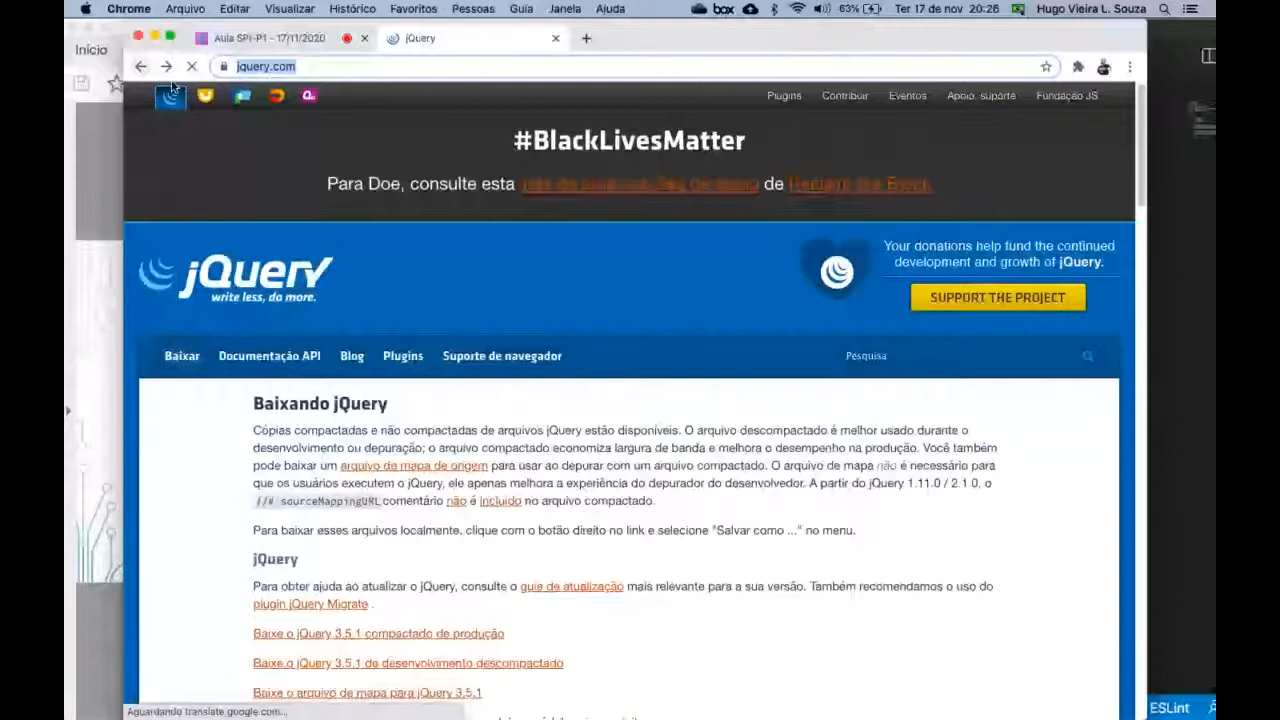 Chrome Arquivo Editar Visualizar Histórico Favoritos Pessoas Guia Janela Ajuda box 63% Ter 17 de nov 20:26 Hugo Vieira L. Souza
Início
Aula SPI-P1 - 17/11/2020
jQuery
jquery.com
Plugins Contribuir Eventos Apoio, suporte Fundação JS
#BlackLivesMatter
Para Doe, consulte esta de
Your donations help fund the continued
development and growth of jQuery.
jQuery
write less, do more.
SUPPORT THE PROJECT
Baixar Documentação API Blog Plugins Suporte de navegador Pesquisa
Baixando jQuery
Cópias compactadas e não compactadas de arquivos jQuery estão disponíveis. O arquivo descompactado é melhor usado durante o
desenvolvimento ou depuração; o arquivo compactado economiza largura de banda e melhora o desempenho na produção. Você também
pode baixar um arquivo de mapa de origem para usar ao depurar com um arquivo compactado. O arquivo de mapa não é necessário para
que os usuários executem o jQuery, ele apenas melhora a experiência do depurador do desenvolvedor. A partir do jQuery 1.11.0 / 2.1.0, o
//# sourceMappingURL comentário não é incluído no arquivo compactado.
Para baixar esses arquivos localmente, clique com o botão direito no link e selecione "Salvar como ..." no menu.
jQuery
Para obter ajuda ao atualizar o jQuery, consulte o guia de atualização mais relevante para a sua versão. Também recomendamos o uso do
plugin jQuery Migrate .
Baixe o jQuery 3.5.1 compactado de produção
Baixe o jQuery 3.5.1 de desenvolvimento descompactado
Baixe o arquivo de mapa para jQuery 3.5.1
Aguardando translate.google.com...
ESLint